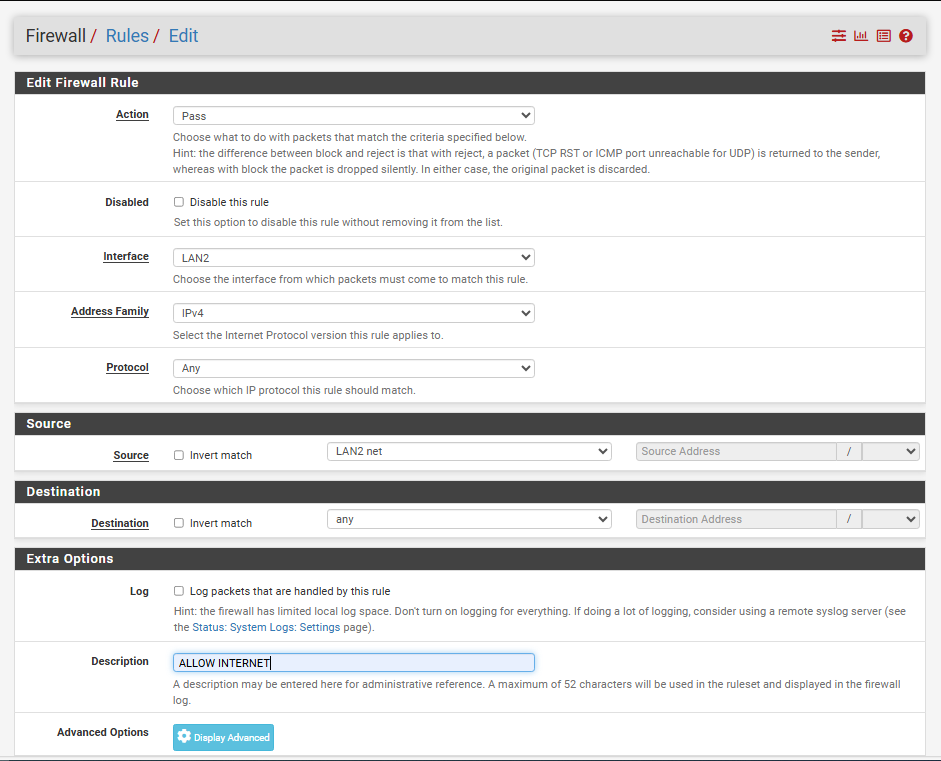 Firewall / Rules / Edit
Edit Firewall Rule
Action
Pass
Choose what to do with packets that match the criteria specified below.
Hint: the difference between block and reject is that with reject, a packet (TCP RST or ICMP port unreachable for UDP) is returned to the sender,
whereas with block the packet is dropped silently. In either case, the original packet is discarded.
Disabled
Disable this rule
Set this option to disable this rule without removing it from the list.
Interface
LAN2
Choose the interface from which packets must come to match this rule.
Address Family
IPv4
Select the Internet Protocol version this rule applies to.
Protocol
Any
Choose which IP protocol this rule should match.
Source
Source
Invert match
LAN2 net
Source Address
/
Destination
Destination
Invert match
any
Destination Address
/
Extra Options
Log
Log packets that are handled by this rule
Hint: the firewall has limited local log space. Don't turn on logging for everything. If doing a lot of logging, consider using a remote syslog server (see
the Status: System Logs: Settings page).
Description
ALLOW INTERNET
A description may be entered here for administrative reference. A maximum of 52 characters will be used in the ruleset and displayed in the firewall
log.
Advanced Options
Display Advanced